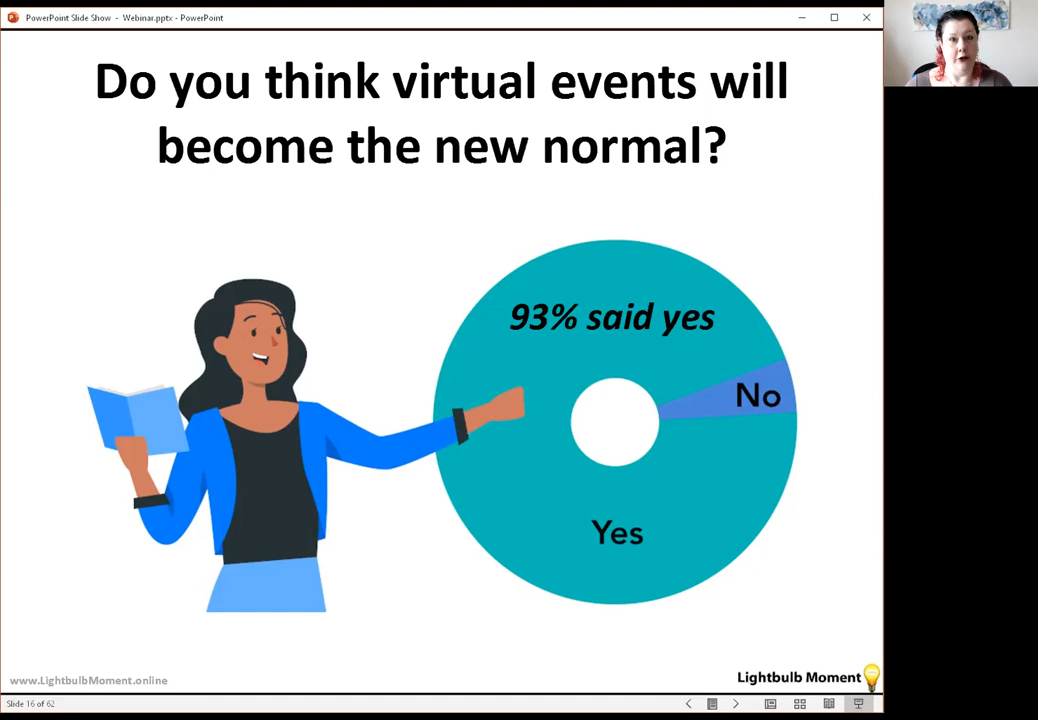 PowerPoint Slide Show - Webinar.pptx - PowerPoint
Do you think virtual events will
become the new normal?
93% said yes
No
Yes
www.LightbulbMoment.online
Lightbulb Moment
Slide 16 of 62